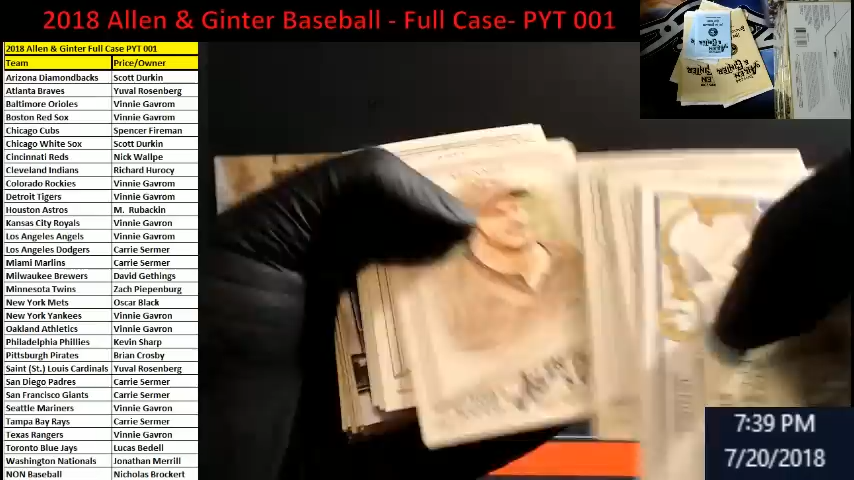 2018 Allen & Ginter Baseball - Full Case- PYT 001
2018 Allen & Ginter Full Case PYT 001
Team Price/Owner
Arizona Diamondbacks Scott Durkin
Atlanta Braves Yuval Rosenberg
Baltimore Orioles Vinnie Gavrom
Boston Red Sox Vinnie Gavrom
Chicago Cubs Spencer Fireman
Chicago White Sox Scott Durkin
Cincinnati Reds Nick Wallpe
Cleveland Indians Richard Hurocy
Colorado Rockies Vinnie Gavrom
Detroit Tigers Vinnie Gavrom
Houston Astros M. Rubackin
Kansas City Royals Vinnie Gavron
Los Angeles Angels Vinnie Gavrom
Los Angeles Dodgers Carrie Sermer
Miami Marlins Carrie Sermer
Milwaukee Brewers David Gethings
Minnesota Twins Zach Piepenburg
New York Mets Oscar Black
New York Yankees Vinnie Gavron
Oakland Athletics Vinnie Gavron
Philadelphia Phillies Kevin Sharp
Pittsburgh Pirates Brian Crosby
Saint (St.) Louis Cardinals Yuval Rosenberg
San Diego Padres Carrie Sermer
San Francisco Giants Carrie Sermer
Seattle Mariners Vinnie Gavron
Tampa Bay Rays Carrie Sermer
Texas Rangers Vinnie Gavron
Toronto Blue Jays Lucas Bedell
Washington Nationals Jonathan Merrill
NON Baseball Nicholas Brockert
7:39 PM
7/20/2018